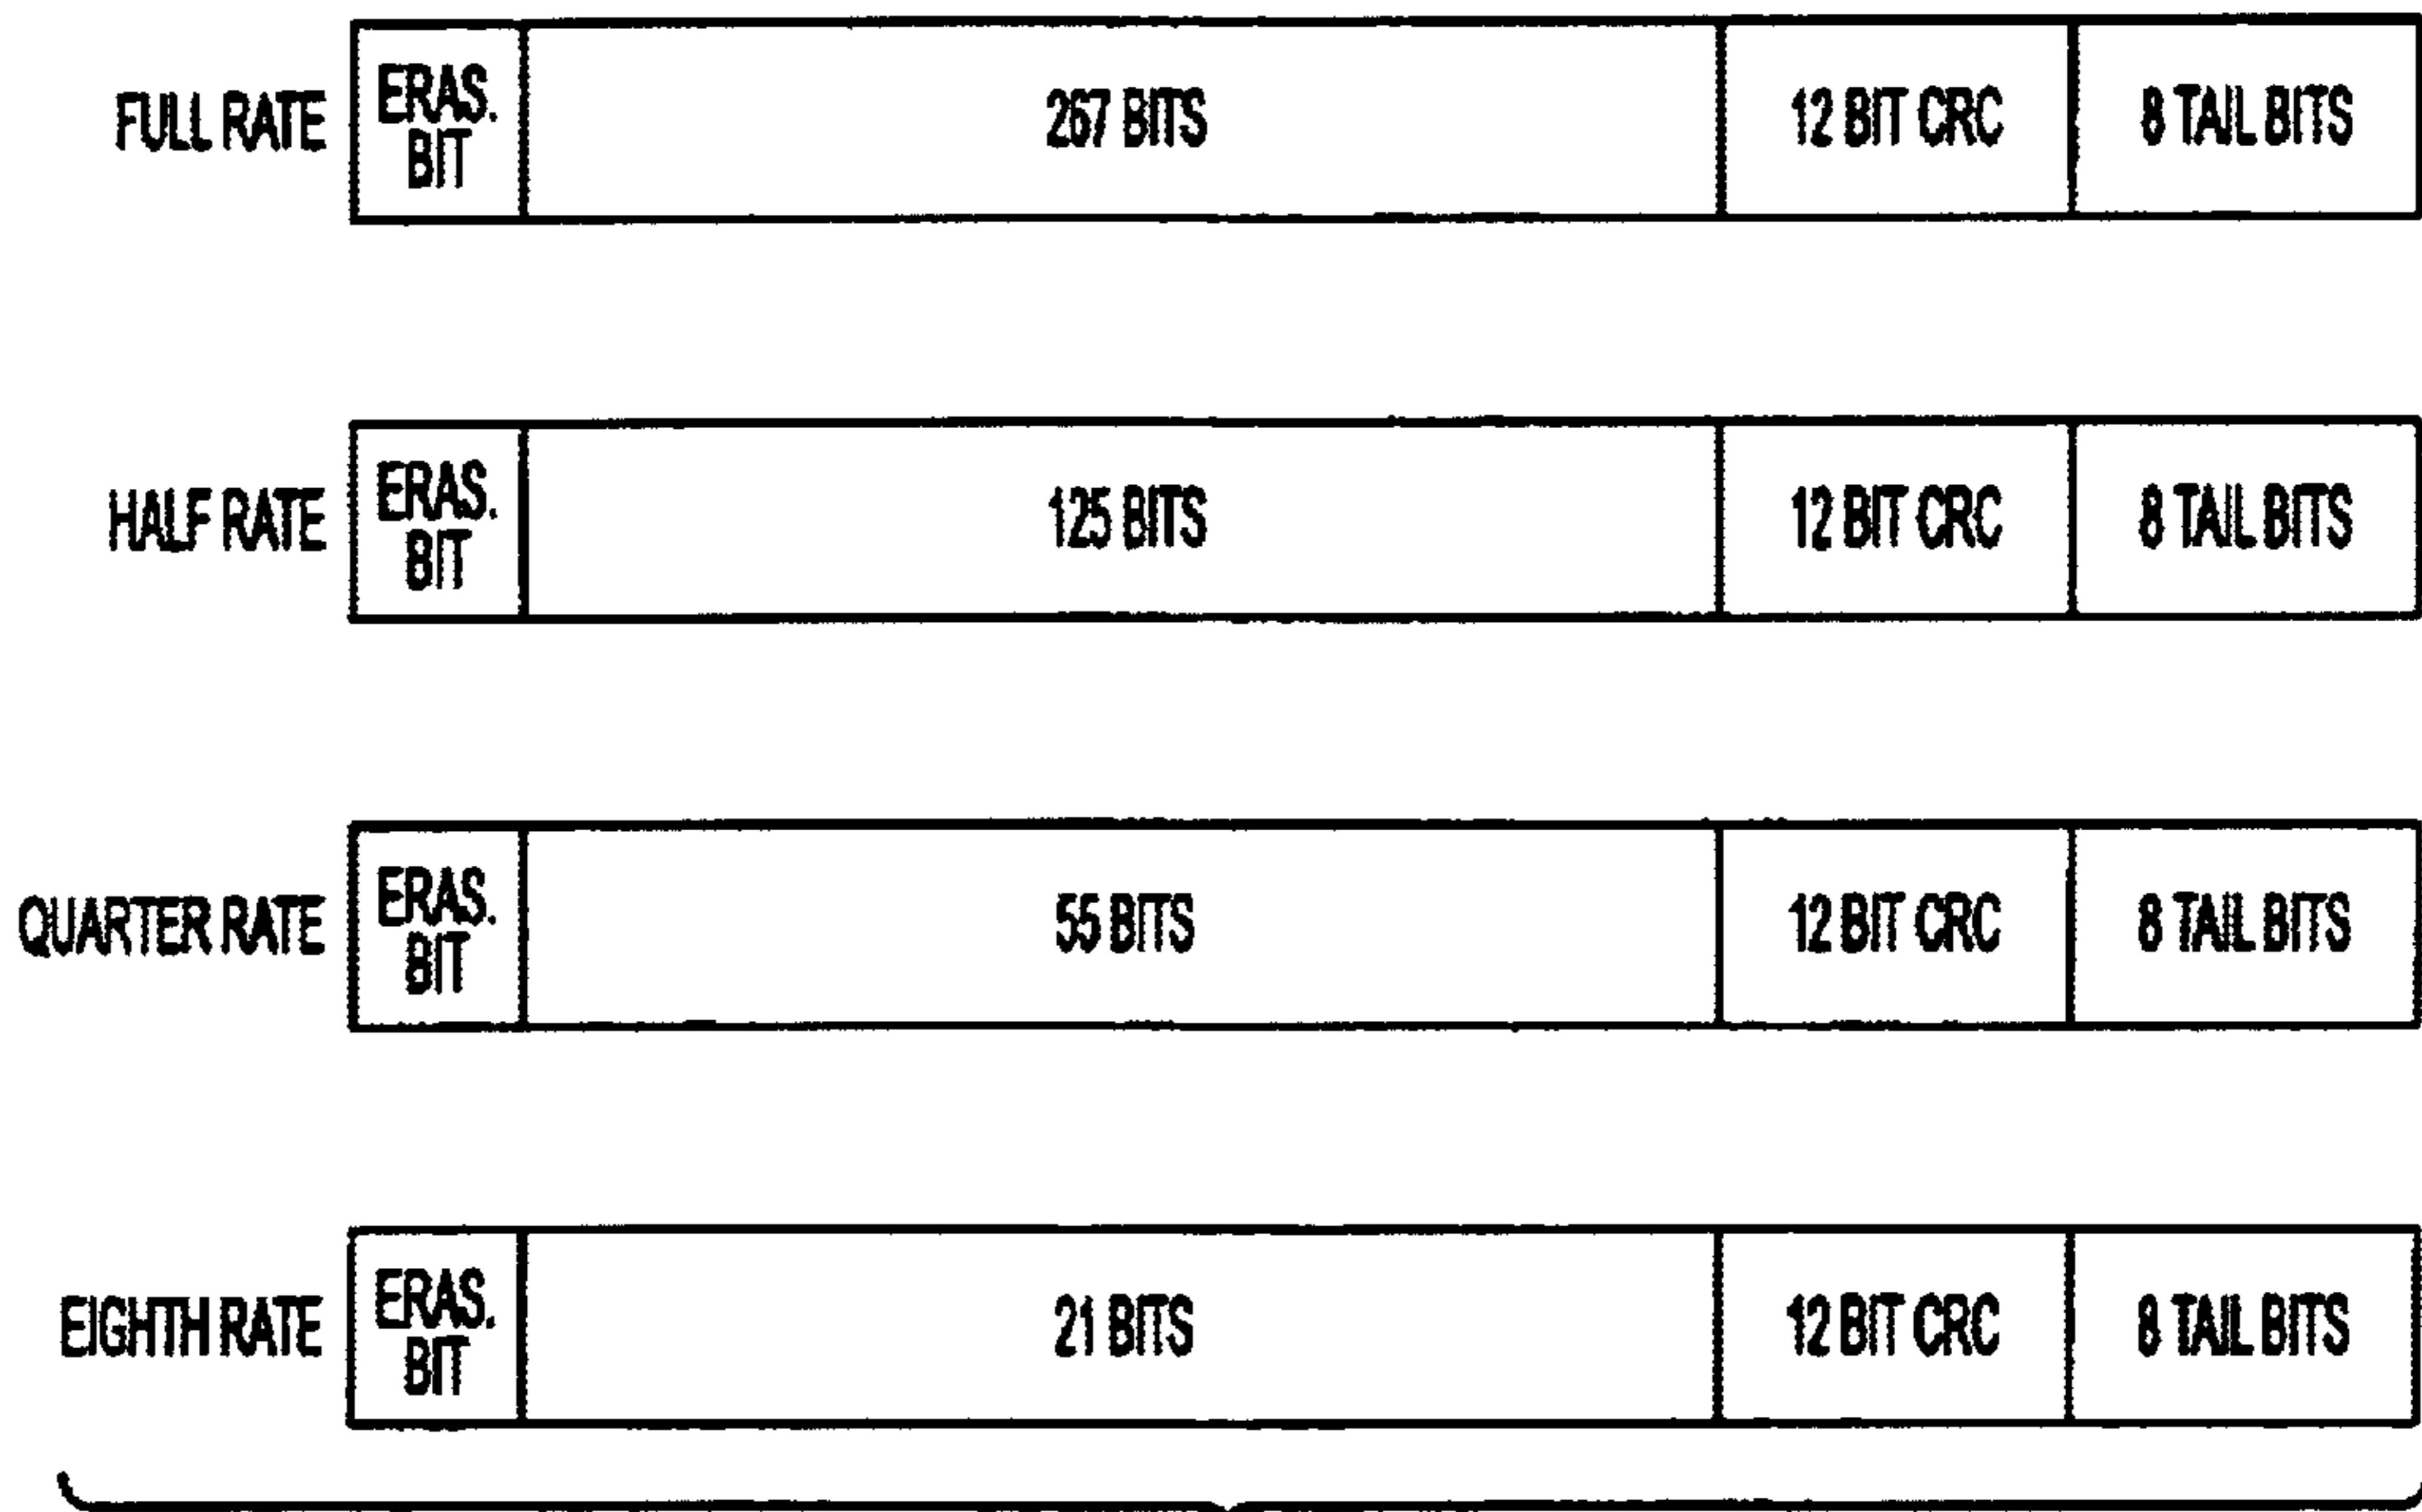 FULL RATE ERAS. BIT 267 BITS 12 BIT CRC 8 TAIL BITS
HALF RATE ERAS. BIT 125 BITS 12 BIT CRC 8 TAIL BITS
QUARTER RATE ERAS. BIT 55 BITS 12 BIT CRC 8 TAIL BITS
EIGHTH RATE ERAS. BIT 21 BITS 12 BIT CRC 8 TAIL BITS